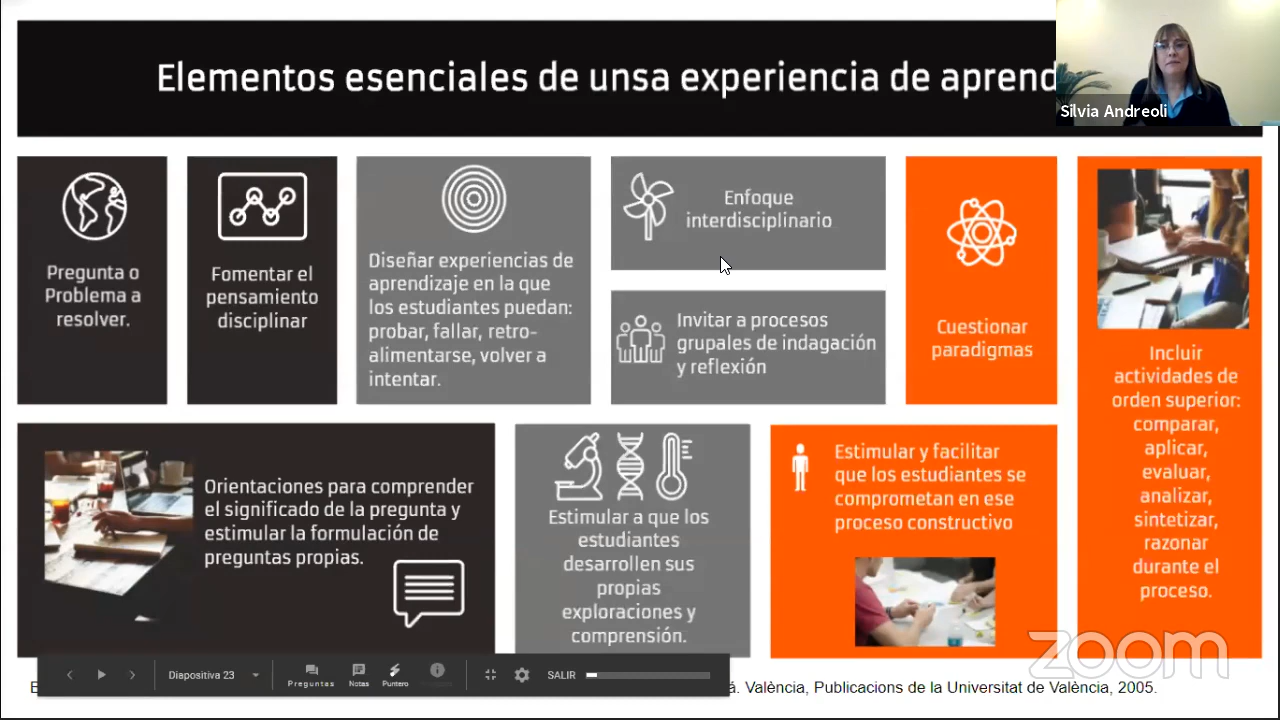 Elementos esenciales de unsa experiencia de aprend
Silvia Andreoli
Pregunta o
Problema a
resolver.
Fomentar el
pensamiento
disciplinar
Diseñar experiencias de
aprendizaje en la que
los estudiantes puedan:
probar, fallar, retro-
alimentarse, volver a
intentar.
Enfoque
interdisciplinario
Invitar a procesos
grupales de indagación
y reflexión
Cuestionar
paradigmas
Incluir
actividades de
orden superior:
comparar,
aplicar,
evaluar,
analizar,
sintetizar,
razonar
durante el
proceso.
Orientaciones para comprender
el significado de la pregunta y
estimular la formulación de
preguntas propias.
Estimular a que los
estudiantes
desarrollen sus
propias
exploraciones y
comprensión.
Estimular y facilitar
que los estudiantes se
comprometan en ese
proceso constructivo
zoom
Diapositiva 23
Preguntas
Notas
Puntero
SALIR
á. València, Publicacions de la Universitat de València, 2005.